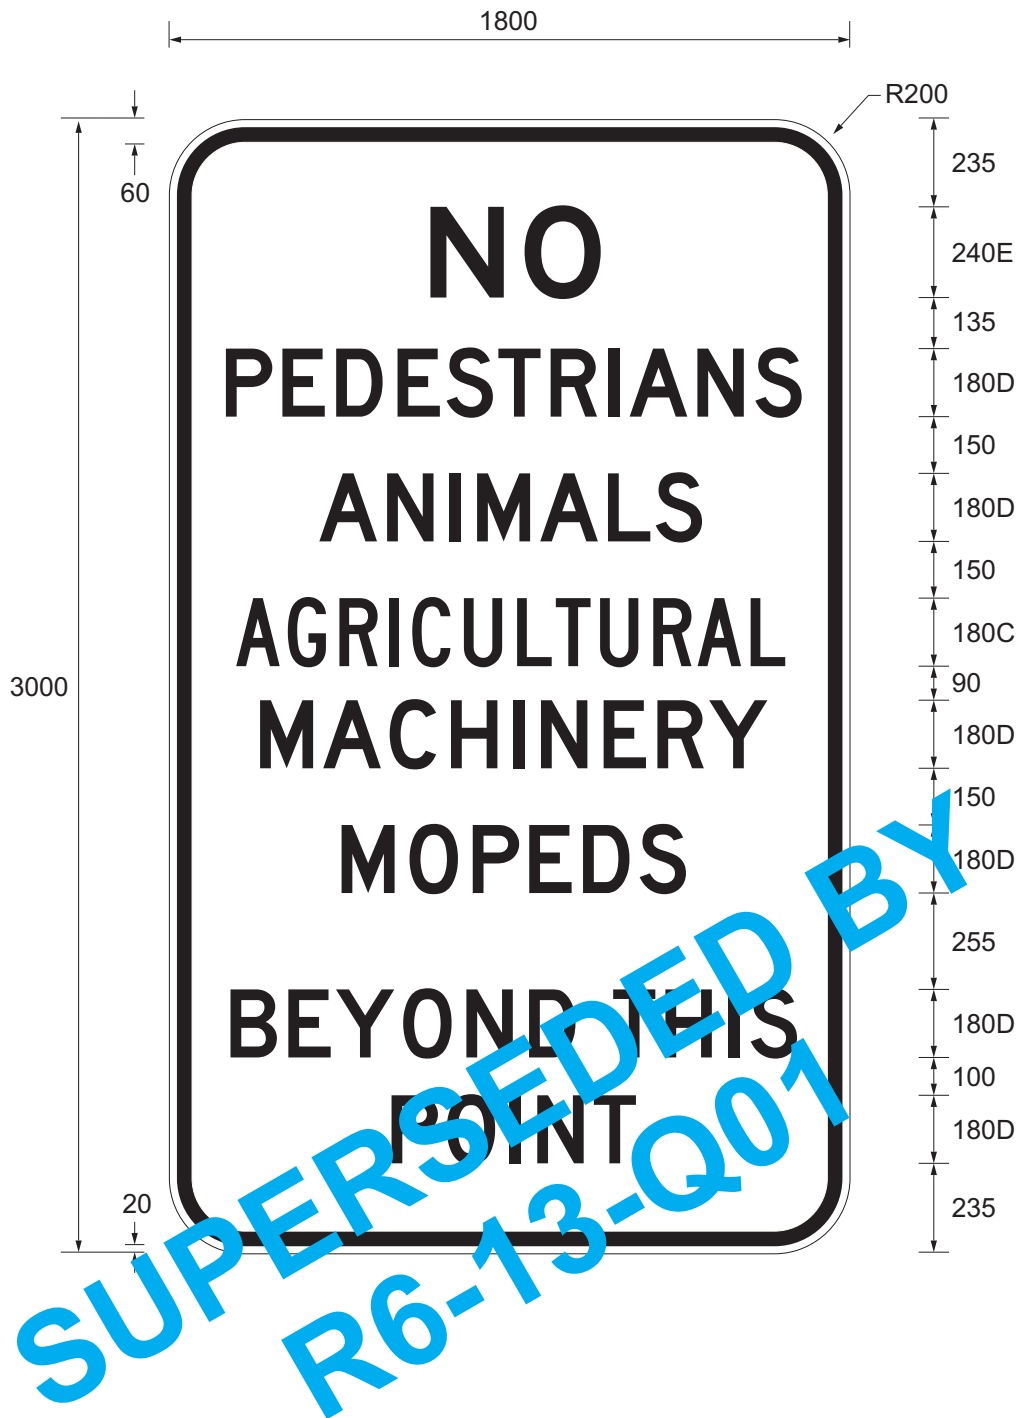 1800
R200
60
235
NO
240E
135
PEDESTRIANS
180D
150
ANIMALS
180D
150
AGRICULTURAL
180C
3000
90
MACHINERY
180D
150
MOPEDS
180D
255
BEYOND THIS
180D
100
POINT
180D
20
235
SUPERSEDED BY
R6-13-Q01